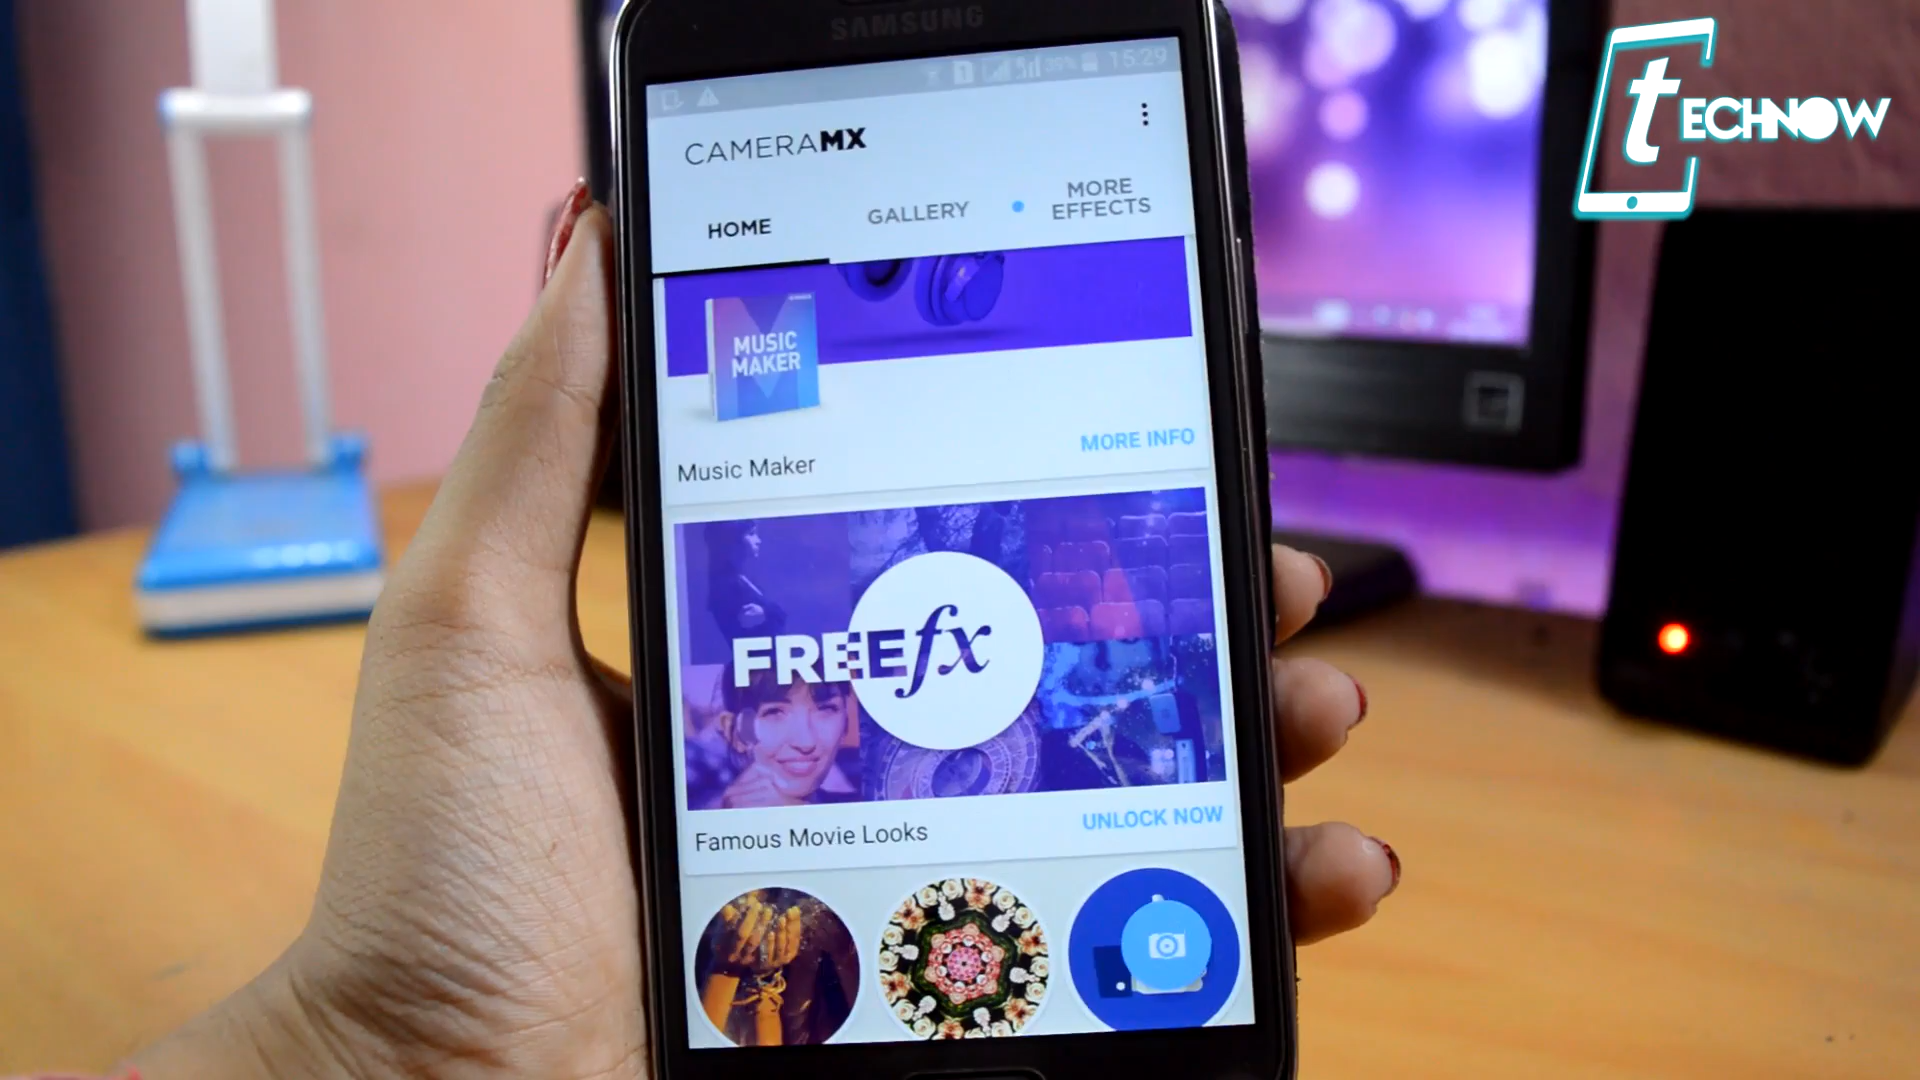 SAMSUNG
39% 15:29
tECHNOW
CAMERAMX
HOME
GALLERY
MORE
EFFECTS
MUSIC
MAKER
MORE INFO
Music Maker
FREEfx
UNLOCK NOW
Famous Movie Looks